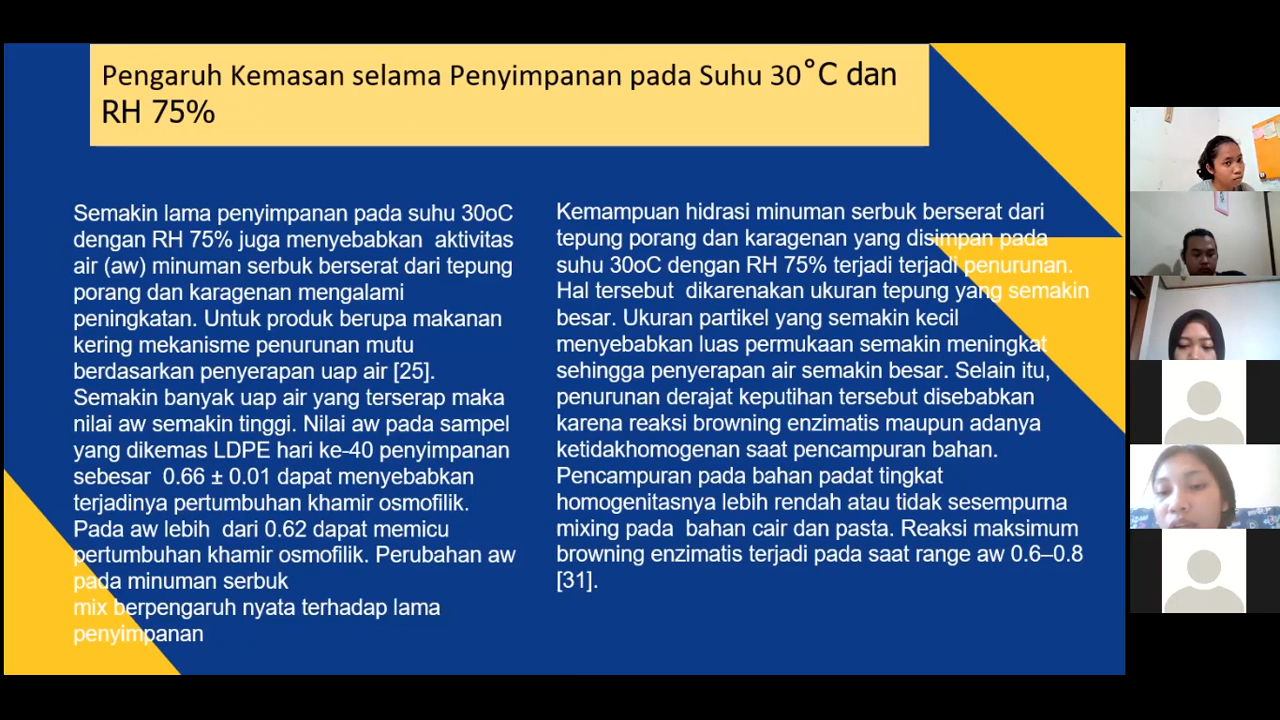 Pengaruh Kemasan selama Penyimpanan pada Suhu 30°C dan
RH 75%
Semakin lama penyimpanan pada suhu 30oC
dengan RH 75% juga menyebabkan  aktivitas
air (aw) minuman serbuk berserat dari tepung
porang dan karagenan mengalami
peningkatan. Untuk produk berupa makanan
kering mekanisme penurunan mutu
berdasarkan penyerapan uap air [25].
Semakin banyak uap air yang terserap maka
nilai aw semakin tinggi. Nilai aw pada sampel
yang dikemas LDPE hari ke-40 penyimpanan
sebesar  0.66 ± 0.01 dapat menyebabkan
terjadinya pertumbuhan khamir osmofilik.
Pada aw lebih  dari 0.62 dapat memicu
pertumbuhan khamir osmofilik. Perubahan aw
pada minuman serbuk
mix berpengaruh nyata terhadap lama
penyimpanan
Kemampuan hidrasi minuman serbuk berserat dari
tepung porang dan karagenan yang disimpan pada
suhu 30oC dengan RH 75% terjadi terjadi penurunan.
Hal tersebut  dikarenakan ukuran tepung yang semakin
besar. Ukuran partikel yang semakin kecil
menyebabkan luas permukaan semakin meningkat
sehingga penyerapan air semakin besar. Selain itu,
penurunan derajat keputihan tersebut disebabkan
karena reaksi browning enzimatis maupun adanya
ketidakhomogenan saat pencampuran bahan.
Pencampuran pada bahan padat tingkat
homogenitasnya lebih rendah atau tidak sesempurna
mixing pada  bahan cair dan pasta. Reaksi maksimum
browning enzimatis terjadi pada saat range aw 0.6–0.8
[31].